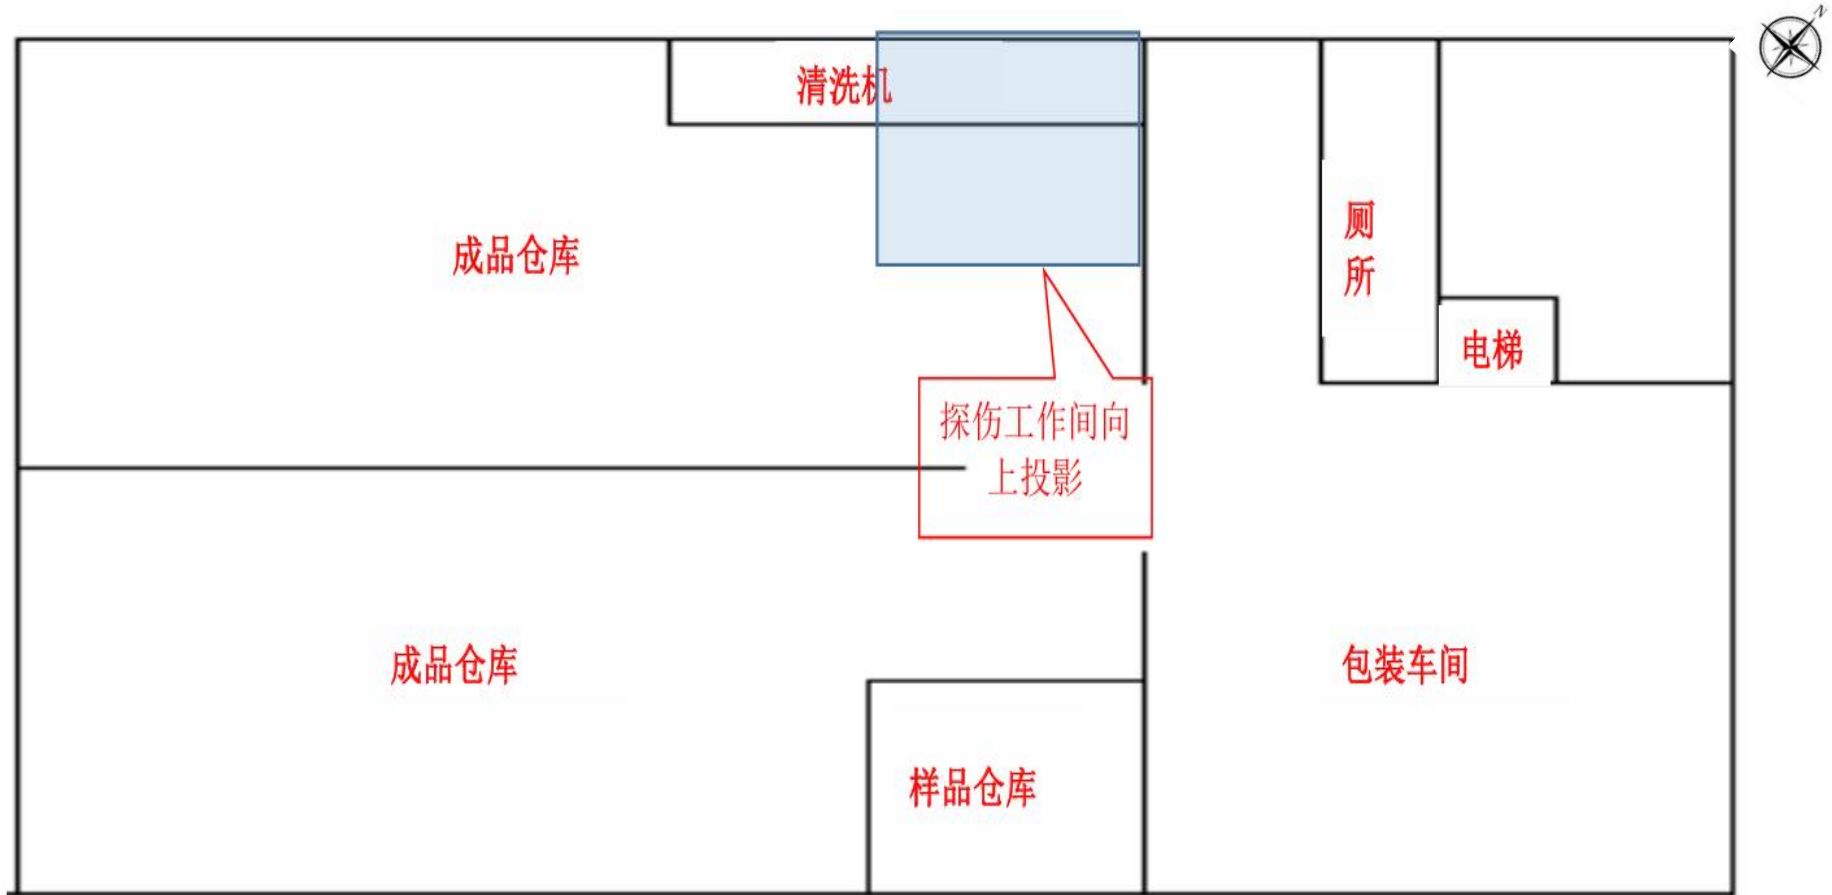 N
清洗机
成品仓库
厕
所
电梯
探伤工作间向
上投影
成品仓库
包装车间
样品仓库